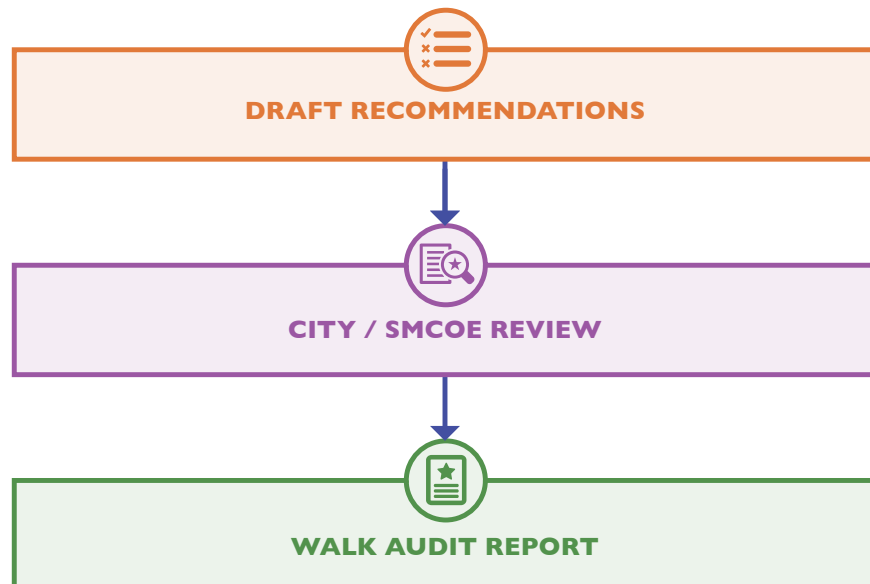 DRAFT RECOMMENDATIONS
CITY / SMCOE REVIEW
WALK AUDIT REPORT